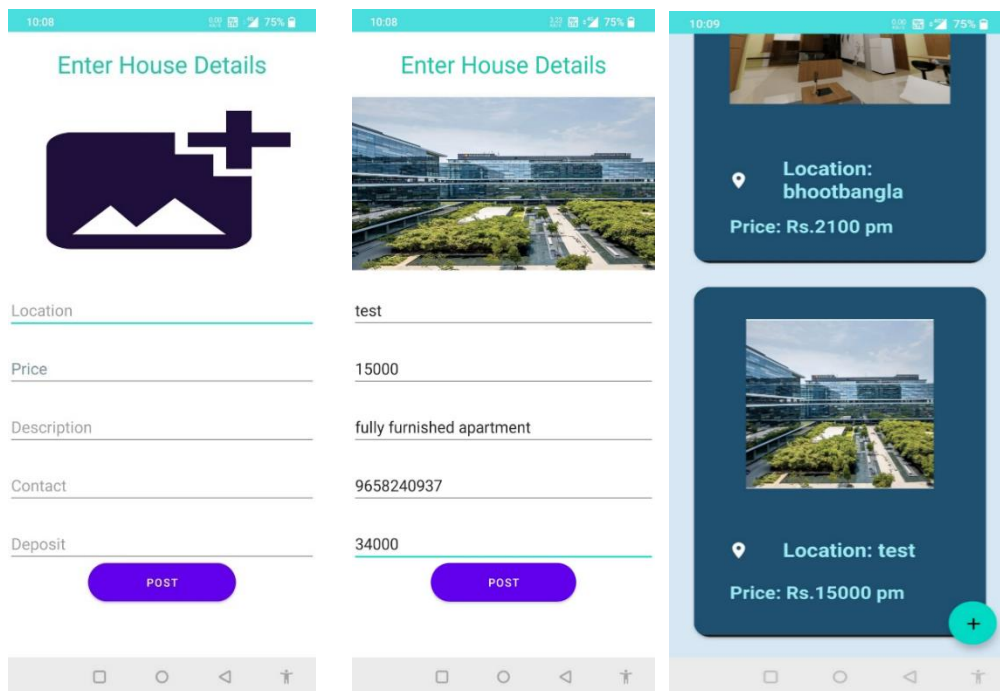 10:08
75%
Enter House Details
Location
Price
Description
Contact
Deposit
POST
10:08
75%
Enter House Details
test
15000
fully furnished apartment
9658240937
34000
POST
10:09
75%
Location:
bhootbangla
Price: Rs.2100 pm
Location: test
Price: Rs.15000 pm
+